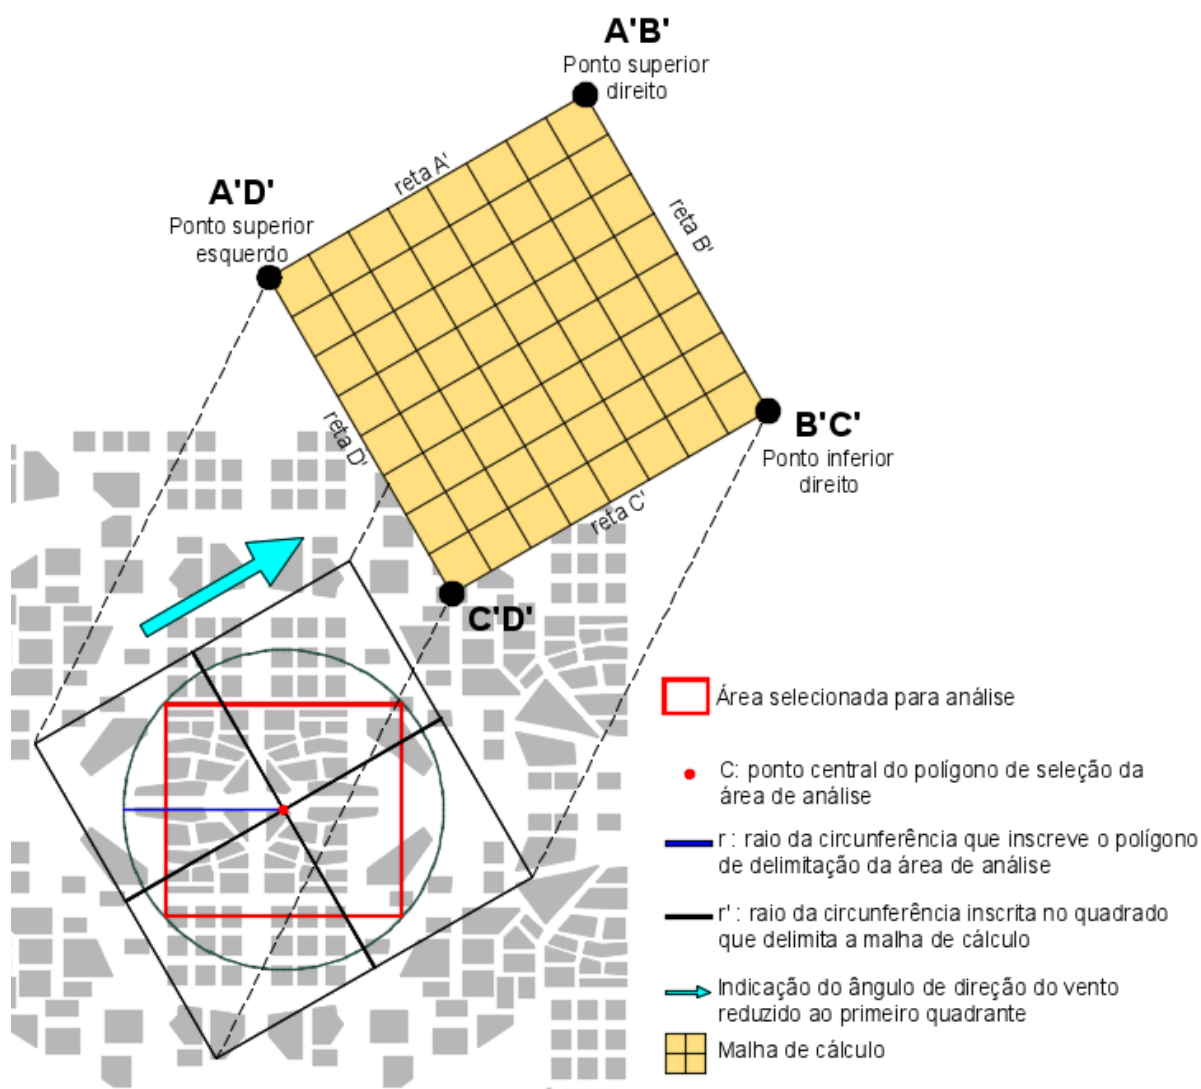 A'B'
Ponto superior
direito
reta A'
A'D'
Ponto superior
esquerdo
reta B'
B'C'
Ponto inferior
direito
reta D'
reta C'
C'D'
Área selecionada para análise
C: ponto central do polígono de seleção da
área de análise
r : raio da circunferência que inscreve o polígono
de delimitação da área de análise
r' : raio da circunferência inscrita no quadrado
que delimita a malha de cálculo
Indicação do ângulo de direção do vento
reduzido ao primeiro quadrante
Malha de cálculo